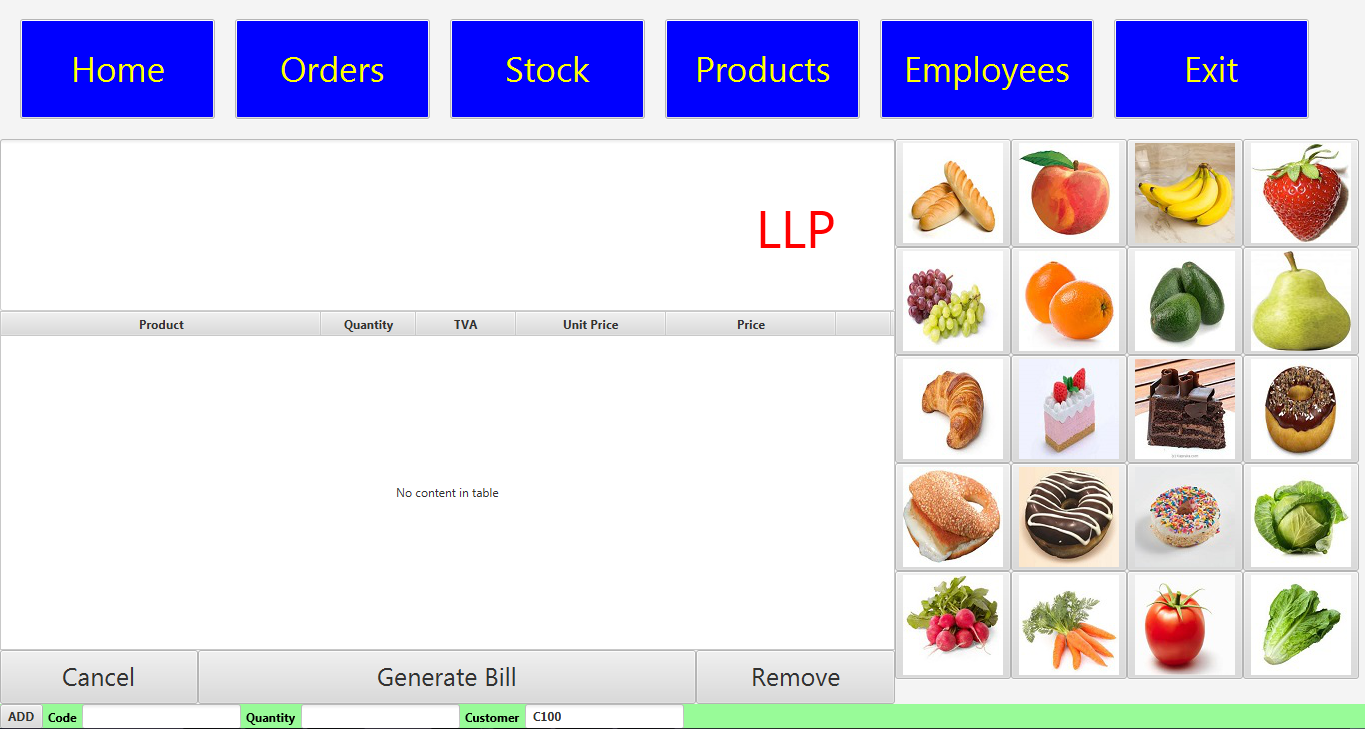 Home Orders Stock Products Employees Exit
LLP
Product Quantity TVA Unit Price Price
No content in table
Cancel Generate Bill Remove
ADD Code Quantity Customer C100